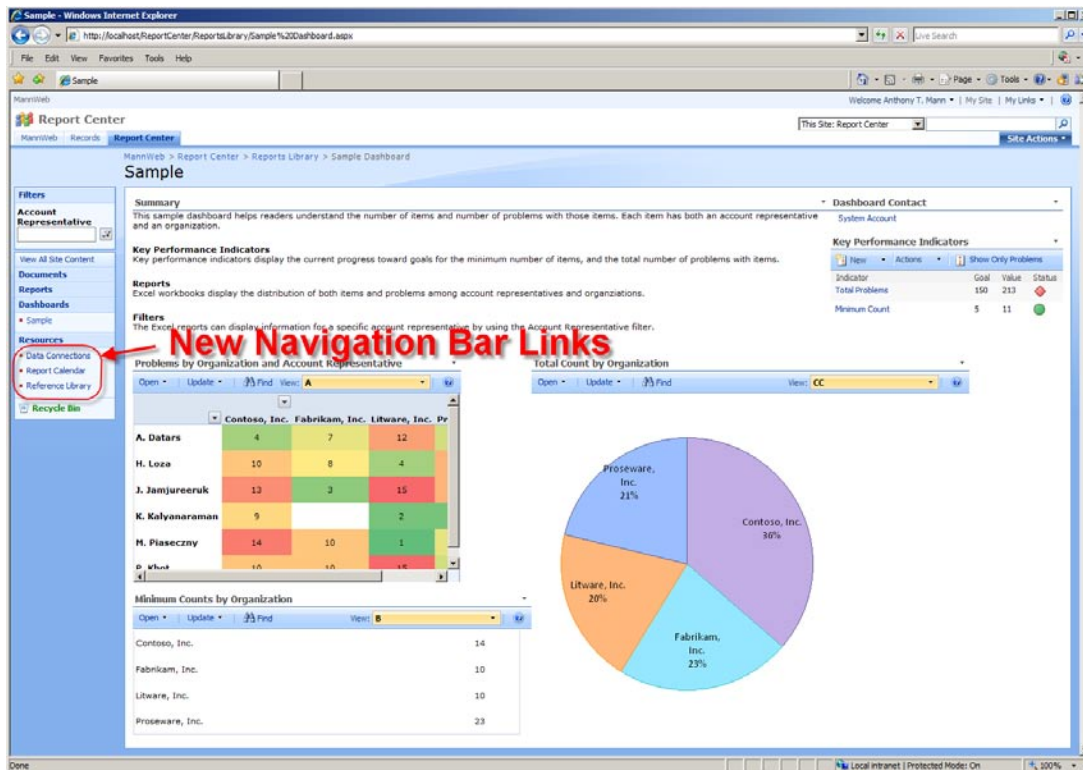 Sample - Windows Internet Explorer
http://localhost/ReportCenter/ReportsLibrary/Sample%20Dashboard.aspx
Live Search
File Edit View Favorites Tools Help
Sample
Page Tools
MannWeb
Welcome Anthony T. Mann | My Site | My Links
Report Center
This Site: Report Center
MannWeb Records Report Center
Site Actions
MannWeb > Report Center > Reports Library > Sample Dashboard
Sample
Filters
Account
Representative
View All Site Content
Documents
Reports
Dashboards
Sample
Resources
Data Connections
Report Calendar
Reference Library
Recycle Bin
New Navigation Bar Links
Summary
This sample dashboard helps readers understand the number of items and number of problems with those items. Each item has both an account representative
and an organization.
Key Performance Indicators
Key performance indicators display the current progress toward goals for the minimum number of items, and the total number of problems with items.
Reports
Excel workbooks display the distribution of both items and problems among account representatives and organziations.
Filters
The Excel reports can display information for a specific account representative by using the Account Representative filter.
Dashboard Contact
System Account
Key Performance Indicators
New Actions Show Only Problems
Indicator Goal Value Status
Total Problems 150 213
Minimum Count 5 11
Problems by Organization and Account Representative
Open Update Find View: A
Contoso, Inc. Fabrikam, Inc. Litware, Inc. Pr
A. Datars 4 7 12
H. Loza 10 8 4
J. Jamjureeruk 13 3 15
K. Kalyanaraman 9 2
M. Piaseczny 14 10 1
P. Khot 10 10 15
Minimum Counts by Organization
Open Update Find View: B
Contoso, Inc. 14
Fabrikam, Inc. 10
Litware, Inc. 10
Proseware, Inc. 23
Total Count by Organization
Open Update Find View: CC
Proseware,
Inc.
21%
Contoso, Inc.
36%
Litware, Inc.
20%
Fabrikam,
Inc.
23%
Done
Local intranet | Protected Mode: On
100%